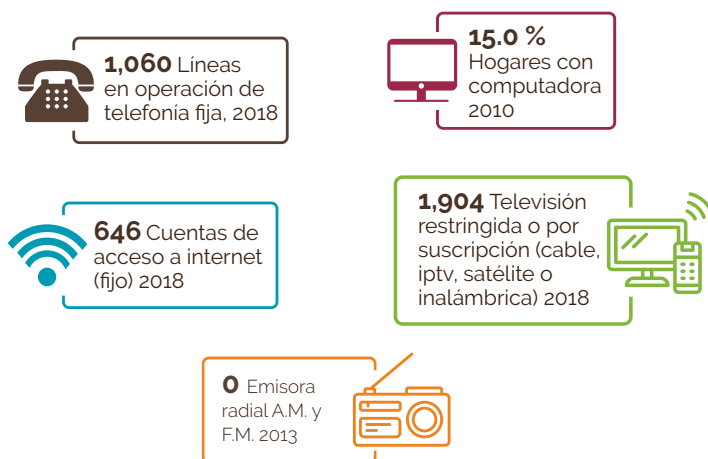 1,060 Líneas
en operación de
telefonía fija, 2018
15.0 %
Hogares con
computadora
2010
646 Cuentas de
acceso a internet
(fijo) 2018
1,904 Televisión
restringida o por
suscripción (cable,
iptv, satélite o
inalámbrica) 2018
0 Emisora
radial A.M. y
F.M. 2013